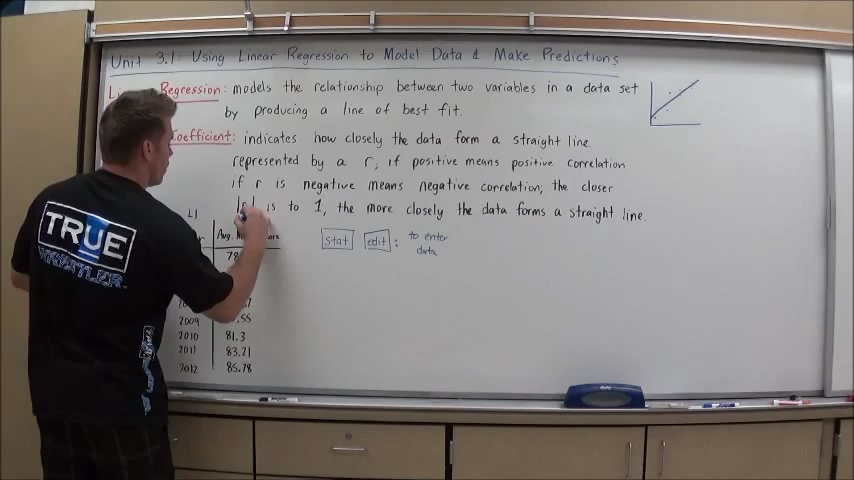 Unit 3.1: Using Linear Regression to Model Data & Make Predictions
Regression: models the relationship between two variables in a data set
by producing a line of best fit.
Coefficient: indicates how closely the data form a straight line
represented by a r, if positive means positive correlation
if r is negative means negative correlation; the closer
is to 1, the more closely the data forms a straight line.
L1
Avg.
stat edit : to enter
data
78
2009
.55
2010 81.3
2011 83.21
2012 85.78
TRUE
WRESTLER